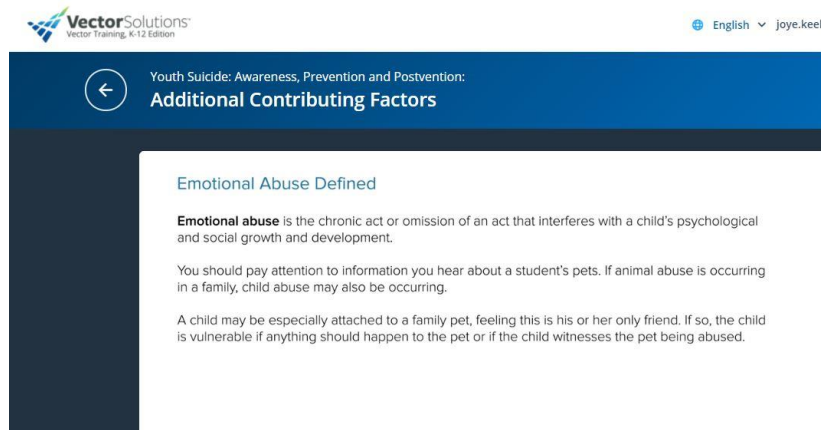 VectorSolutions™
Vector Training, K-12 Edition
English
Youth Suicide: Awareness, Prevention and Postvention:
Additional Contributing Factors
Emotional Abuse Defined
Emotional abuse is the chronic act or omission of an act that interferes with a child's psychological
and social growth and development.
You should pay attention to information you hear about a student's pets. If animal abuse is occurring
in a family, child abuse may also be occurring.
A child may be especially attached to a family pet, feeling this is his or her only friend. If so, the child
is vulnerable if anything should happen to the pet or if the child witnesses the pet being abused.